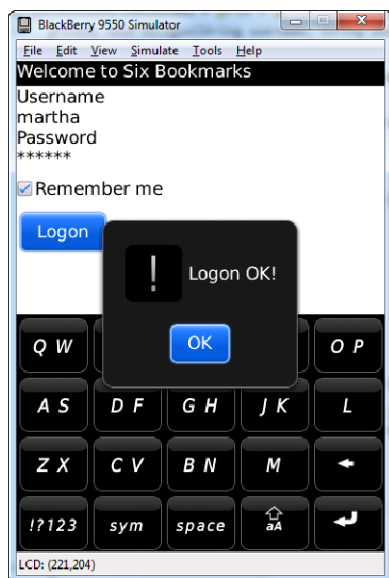 BlackBerry 9550 Simulator
File Edit View Simulate Tools Help
Welcome to Six Bookmarks
Username
martha
Password
******
Remember me
Logon
! Logon OK!
OK
Q W O P
A S D F G H J K L
Z X C V B N M
!?123 sym space aA
LCD: (221,204)